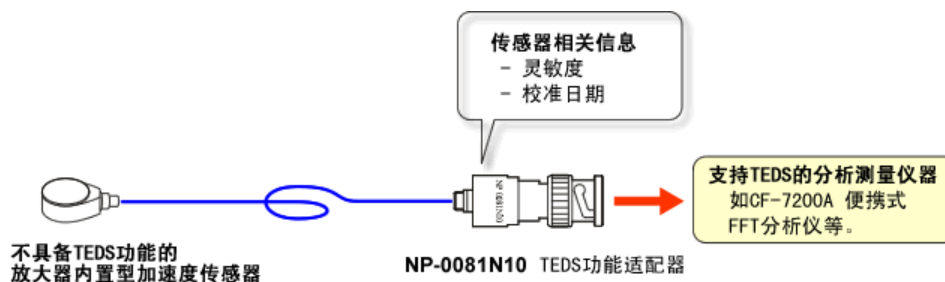 传感器相关信息
- 灵敏度
- 校准日期
NP-0081N10
支持TEDS的分析测量仪器
如CF-7200A 便携式
FFT分析仪等。
不具备TEDS功能的
放大器内置型加速度传感器
NP-0081N10 TEDS功能适配器